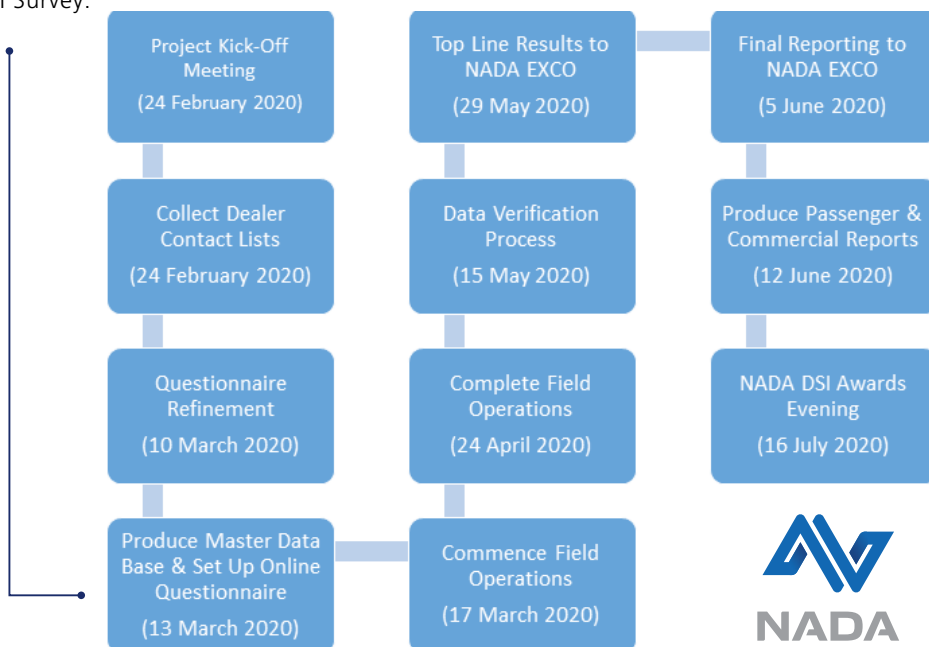 Survey.
Project Kick-Off
Meeting
(24 February 2020)
Collect Dealer
Contact Lists
(24 February 2020)
Questionnaire
Refinement
(10 March 2020)
Produce Master Data
Base & Set Up Online
Questionnaire
(13 March 2020)
Commence Field
Operations
(17 March 2020)
Complete Field
Operations
(24 April 2020)
Data Verification
Process
(15 May 2020)
Top Line Results to
NADA EXCO
(29 May 2020)
Final Reporting to
NADA EXCO
(5 June 2020)
Produce Passenger &
Commercial Reports
(12 June 2020)
NADA DSI Awards
Evening
(16 July 2020)
NADA